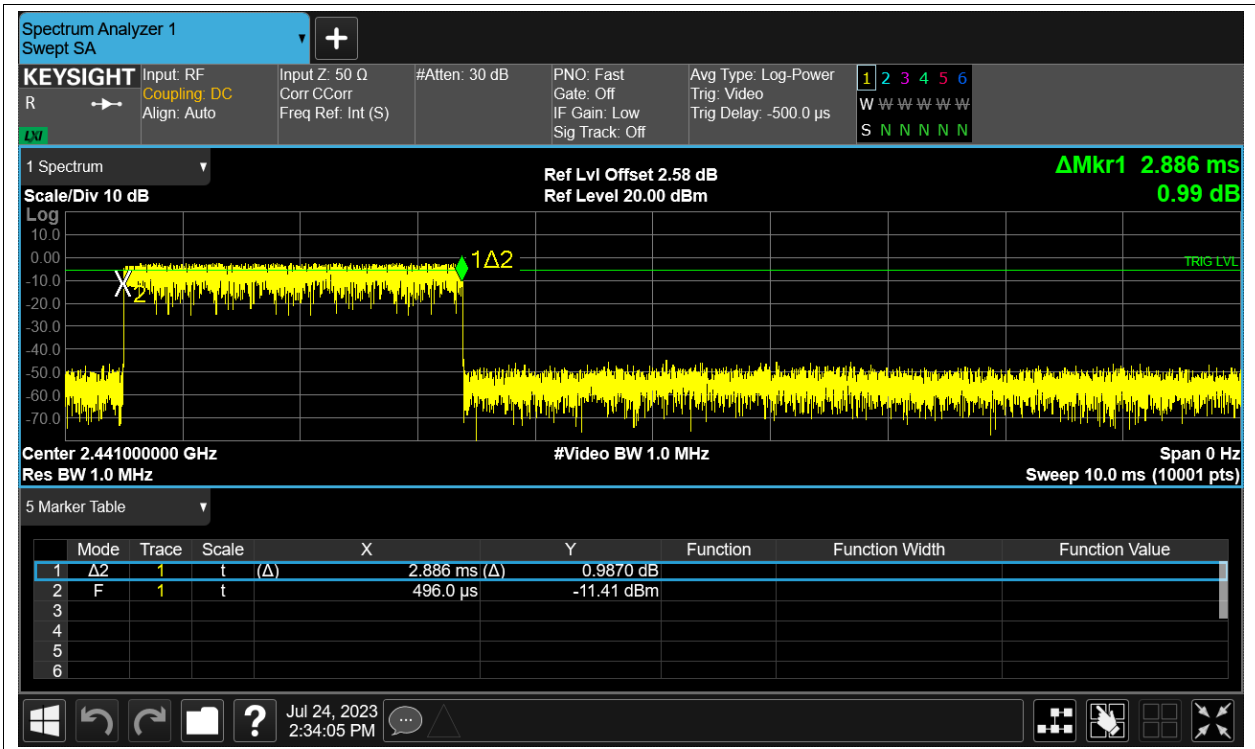 Spectrum Analyzer 1
Swept SA
KEYSIGHT Input: RF Input Z: 50 Ω #Atten: 30 dB PNO: Fast Avg Type: Log-Power 1 2 3 4 5 6
R Coupling: DC Corr CCorr Gate: Off Trig: Video
Align: Auto Freq Ref: Int (S) IF Gain: Low Trig Delay: -500.0 µs W W W W W W
LXI Sig Track: Off S N N N N N
1 Spectrum Ref Lvl Offset 2.58 dB ΔMkr1 2.886 ms
Scale/Div 10 dB Ref Level 20.00 dBm 0.99 dB
Log
10.0
0.00 1Δ2 TRIG LVL
-10.0 2
-20.0
-30.0
-40.0
-50.0
-60.0
-70.0
Center 2.441000000 GHz #Video BW 1.0 MHz Span 0 Hz
Res BW 1.0 MHz Sweep 10.0 ms (10001 pts)
5 Marker Table
Mode Trace Scale X Y Function Function Width Function Value
1 Δ2 1 t (Δ) 2.886 ms (Δ) 0.9870 dB
2 F 1 t 496.0 µs -11.41 dBm
3
4
5
6
? Jul 24, 2023
2:34:05 PM